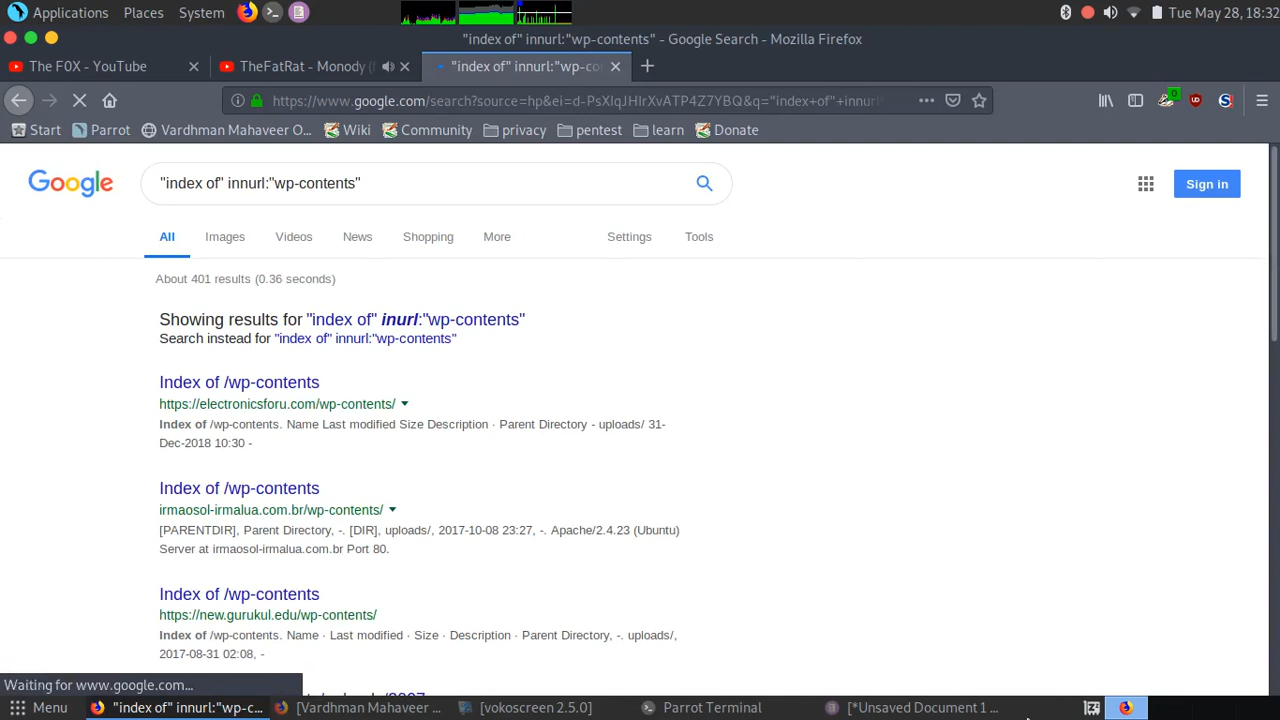 Applications Places System Tue May 28, 18:32
"index of" innurl:"wp-contents" - Google Search - Mozilla Firefox
The F0X - YouTube TheFatRat - Monody (f "index of" innurl:"wp-co
https://www.google.com/search?source=hp&ei=d-PsXIqJHIrXvATP4Z7YBQ&q="index+of"+innurl 0 UD S
Start Parrot Vardhman Mahaveer O... Wiki Community privacy pentest learn Donate
Google "index of" innurl:"wp-contents" Sign in
All Images Videos News Shopping More Settings Tools
About 401 results (0.36 seconds)
Showing results for "index of" inurl:"wp-contents"
Search instead for "index of" innurl:"wp-contents"
Index of /wp-contents
https://electronicsforu.com/wp-contents/
Index of /wp-contents. Name Last modified Size Description · Parent Directory - uploads/ 31-
Dec-2018 10:30 -
Index of /wp-contents
irmaosol-irmalua.com.br/wp-contents/
[PARENTDIR], Parent Directory, -. [DIR], uploads/, 2017-10-08 23:27, -. Apache/2.4.23 (Ubuntu)
Server at irmaosol-irmalua.com.br Port 80.
Index of /wp-contents
https://new.gurukul.edu/wp-contents/
Index of /wp-contents. Name · Last modified · Size · Description · Parent Directory, -. uploads/,
2017-08-31 02:08, -
Waiting for www.google.com...
Menu "index of" innurl:"wp-c... [Vardhman Mahaveer ... [vokoscreen 2.5.0] Parrot Terminal [*Unsaved Document 1 ...